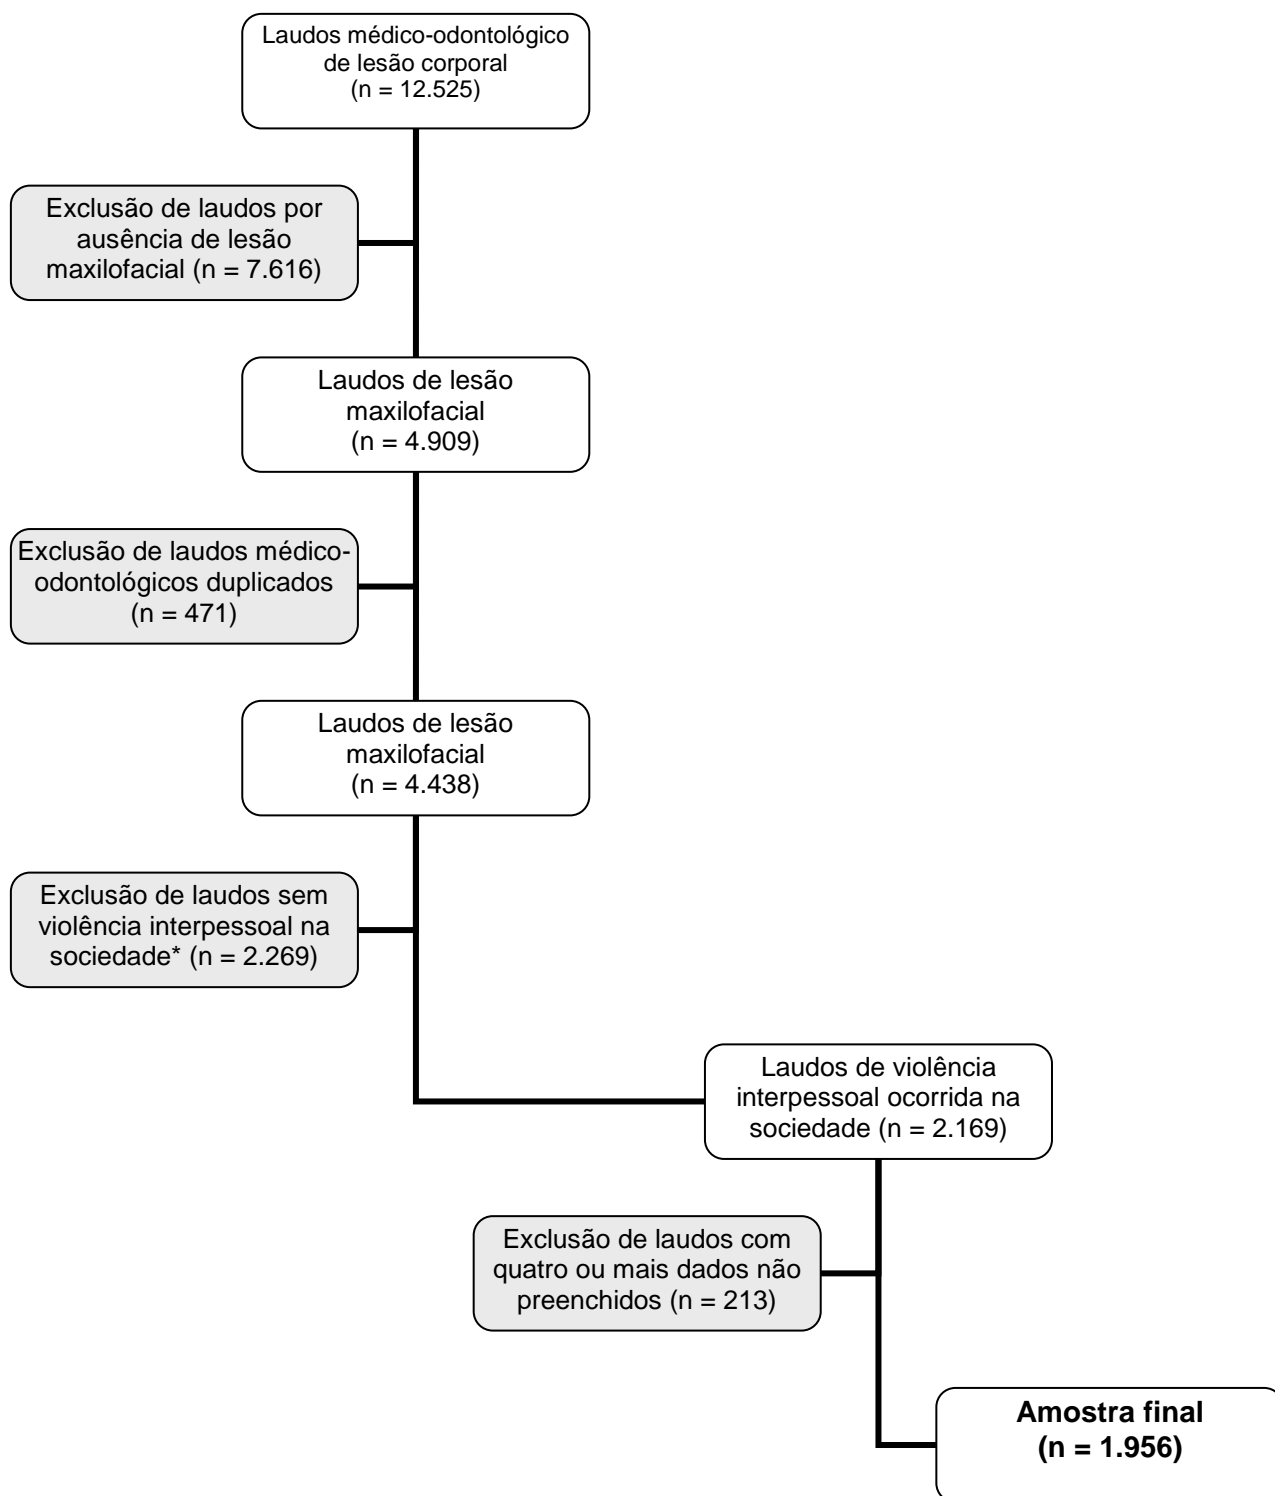 Laudos médico-odontológico
de lesão corporal
(n = 12.525)
Exclusão de laudos por
ausência de lesão
maxilofacial (n = 7.616)
Laudos de lesão
maxilofacial
(n = 4.909)
Exclusão de laudos médico-
odontológicos duplicados
(n = 471)
Laudos de lesão
maxilofacial
(n = 4.438)
Exclusão de laudos sem
violência interpessoal na
sociedade* (n = 2.269)
Laudos de violência
interpessoal ocorrida na
sociedade (n = 2.169)
Exclusão de laudos com
quatro ou mais dados não
preenchidos (n = 213)
Amostra final
(n = 1.956)